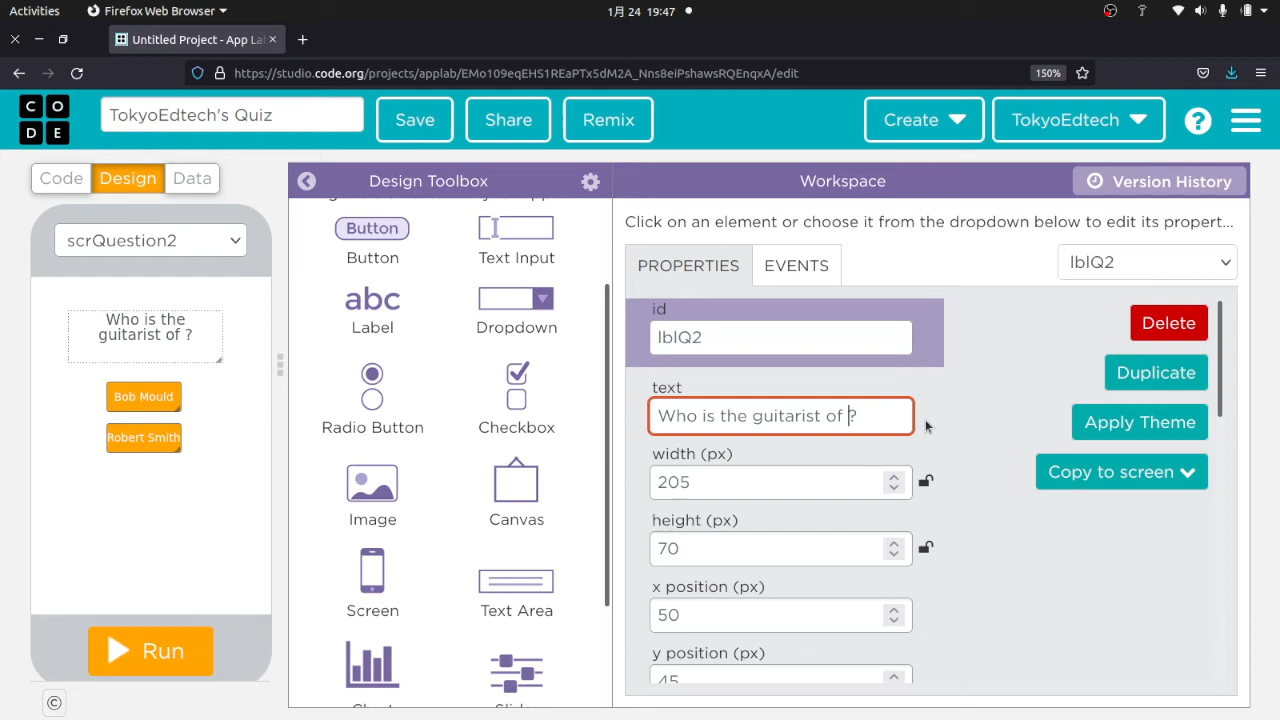 Activities
Firefox Web Browser
1月 24 19:47
Untitled Project - App La
https://studio.code.org/projects/applab/EMo109eqEHS1REaPTx5dM2A_Nns8eiPshawsRQEnqxA/edit
150%
C O
D E
TokyoEdtech's Quiz
Save
Share
Remix
Create
TokyoEdtech
?
Code
Design
Data
Design Toolbox
Workspace
Version History
scrQuestion2
Who is the
guitarist of ?
Bob Mould
Robert Smith
Run
©
Button
Button
Text Input
abc
Label
Dropdown
Radio Button
Checkbox
Image
Canvas
Screen
Text Area
Click on an element or choose it from the dropdown below to edit its propert...
PROPERTIES
EVENTS
lblQ2
id
lblQ2
Delete
text
Duplicate
Who is the guitarist of ?
Apply Theme
width (px)
Copy to screen
205
height (px)
70
x position (px)
50
y position (px)
45